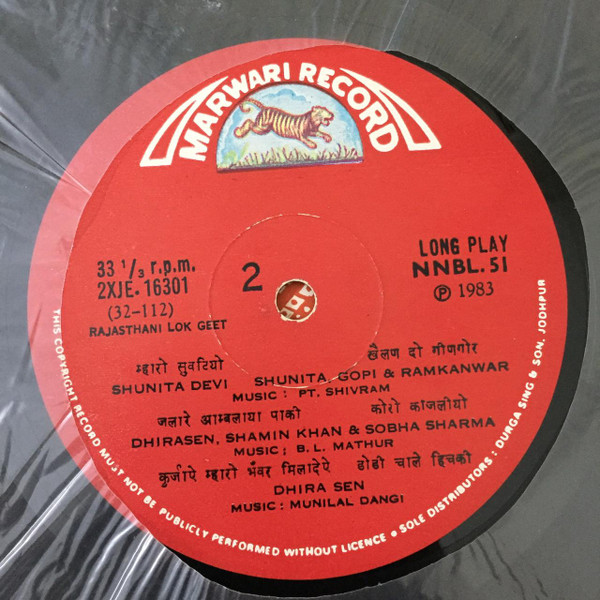 MARWARI RECORD
33 1/3 r.p.m.
2XJE. 16301
(32-112)
RAJASTHANI LOK GEET
2
LONG PLAY
NNBL. 51
Ⓟ 1983
म्हारो सुवटियो
SHUNITA DEVI
खैलण दो गीणगोर
SHUNITA, GOPI & RAMKANWAR
MUSIC : PT. SHIVRAM
जलारे आम्बलाया पाकी
कोरो काजलीयो
DHIRASEN, SHAMIN KHAN & SOBHA SHARMA
MUSIC ; B. L. MATHUR
कुर्जापे म्हारो भँवर मिलादेऐ
डोडी चाले हिचकी
DHIRA SEN
MUSIC : MUNILAL DANGI
THIS COPYRIGHT RECORD MUST NOT BE PUBLICLY PERFORMED WITHOUT LICENCE • SOLE DISTRIBUTORS : DURGA SING & SON. JODHPUR